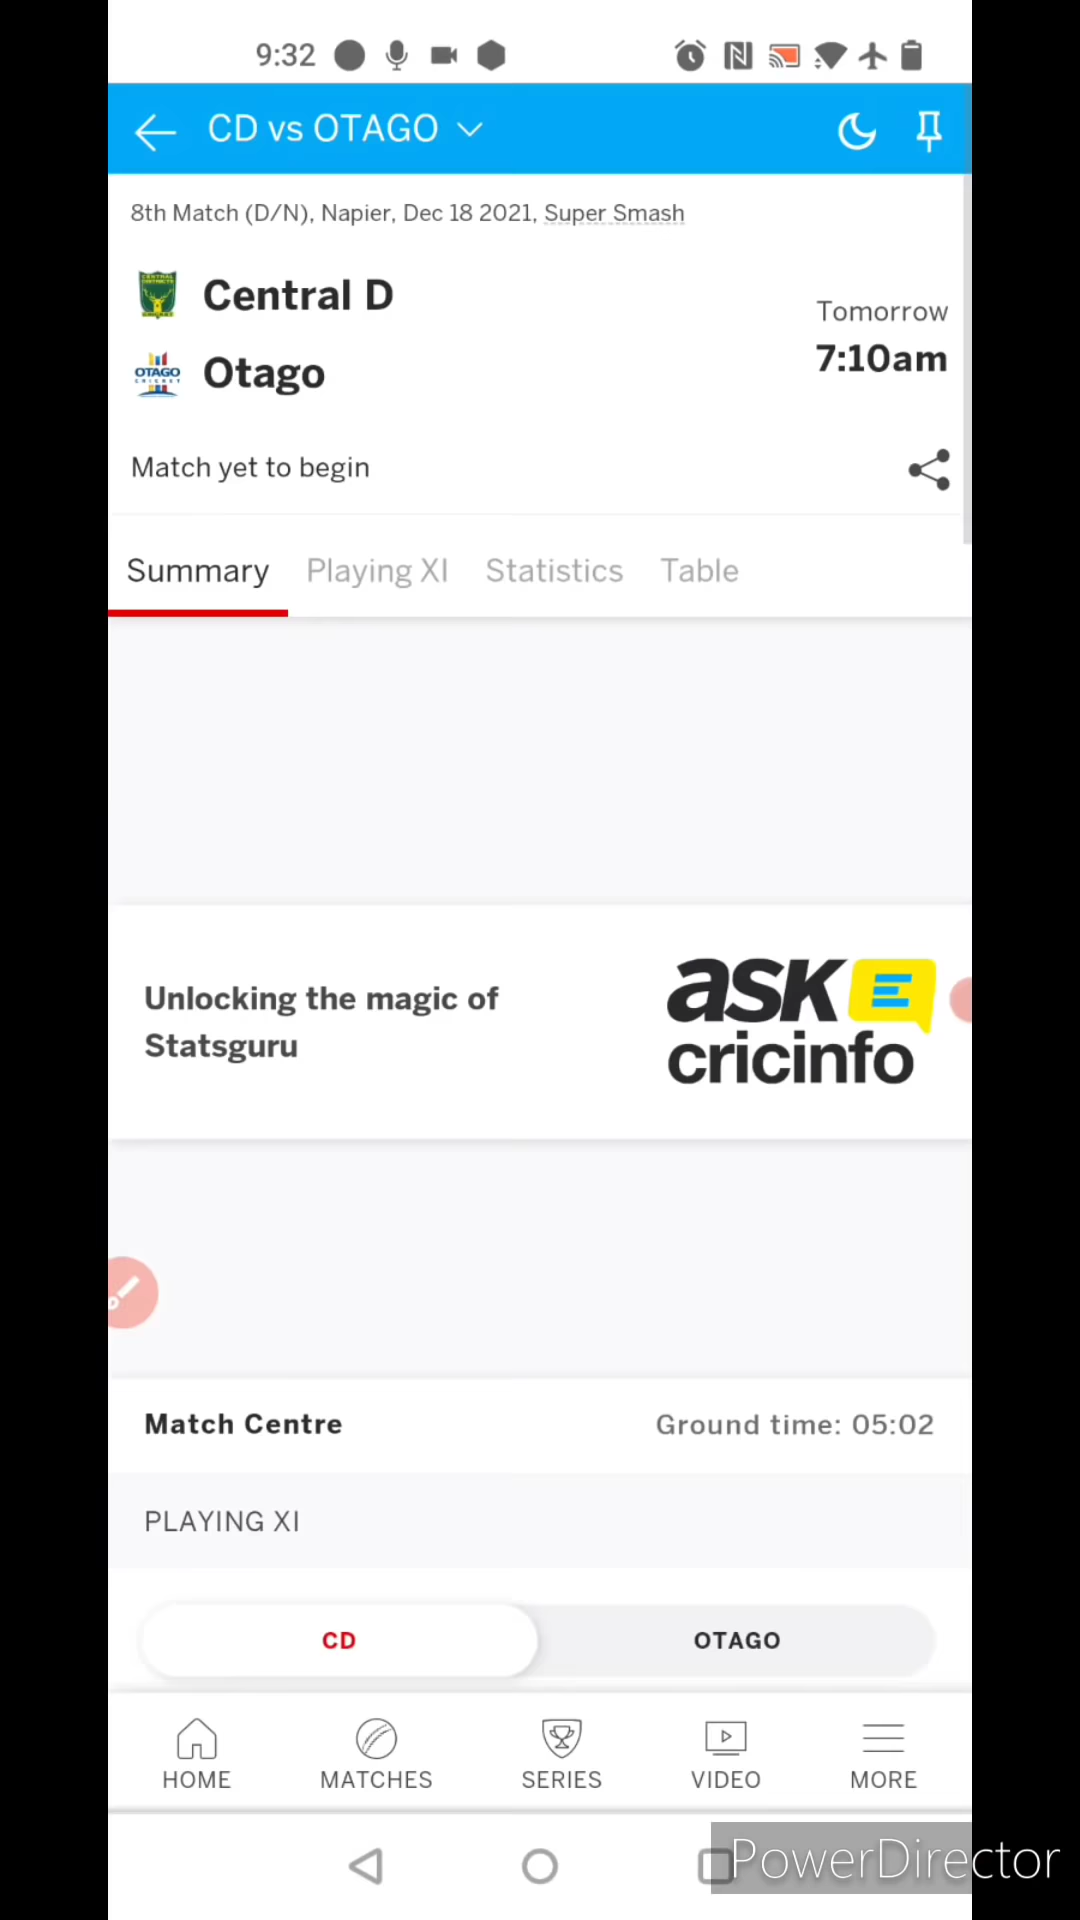 9:32
CD vs OTAGO
8th Match (D/N), Napier, Dec 18 2021, Super Smash
Central D
Tomorrow
7:10am
OTAGO
CRICKET
Otago
Match yet to begin
Summary Playing XI Statistics Table
Unlocking the magic of
Statsguru
ask E
cricinfo
Match Centre Ground time: 05:02
PLAYING XI
CD OTAGO
HOME MATCHES SERIES VIDEO MORE
PowerDirector